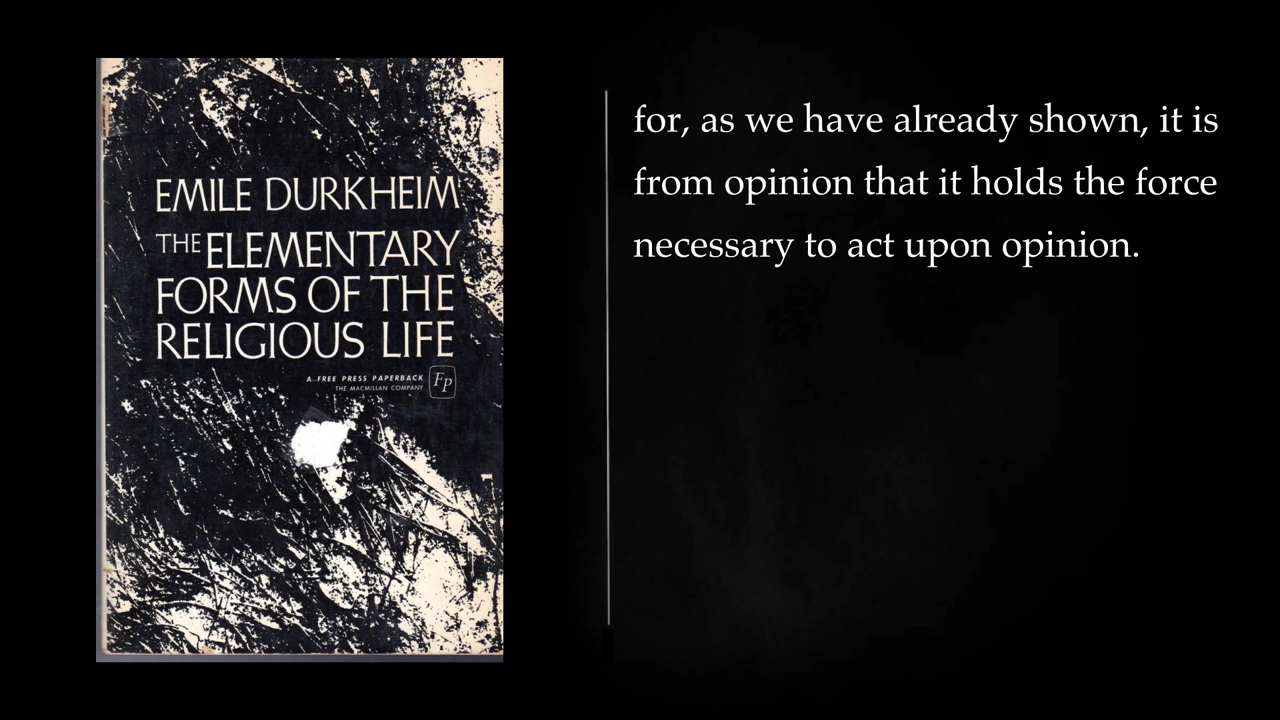 EMILE DURKHEIM
THE ELEMENTARY
FORMS OF THE
RELIGIOUS LIFE
A FREE PRESS PAPERBACK
THE MACMILLAN COMPANY
FP
for, as we have already shown, it is
from opinion that it holds the force
necessary to act upon opinion.